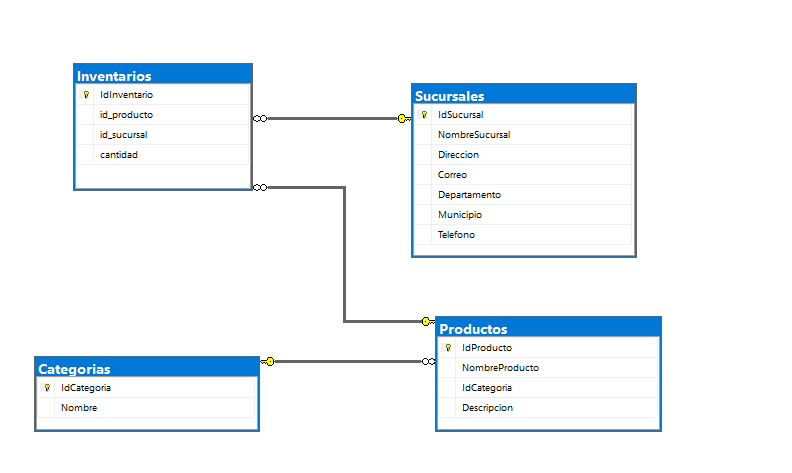 Inventarios
IdInventario
id_producto
id_sucursal
cantidad
Sucursales
IdSucursal
NombreSucursal
Direccion
Correo
Departamento
Municipio
Telefono
Productos
IdProducto
NombreProducto
IdCategoria
Descripcion
Categorias
IdCategoria
Nombre